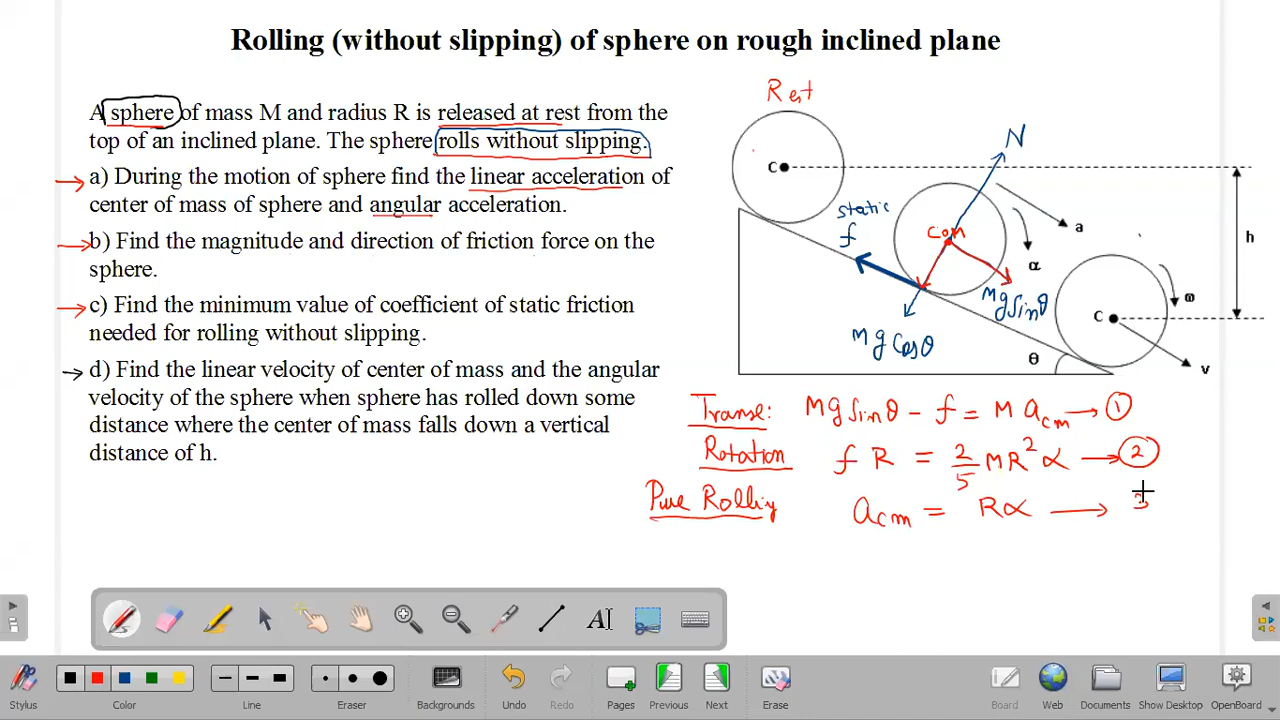 Rolling (without slipping) of sphere on rough inclined plane
A sphere of mass M and radius R is released at rest from the
top of an inclined plane. The sphere rolls without slipping.
a) During the motion of sphere find the linear acceleration of
center of mass of sphere and angular acceleration.
b) Find the magnitude and direction of friction force on the
sphere.
c) Find the minimum value of coefficient of static friction
needed for rolling without slipping.
d) Find the linear velocity of center of mass and the angular
velocity of the sphere when sphere has rolled down some
distance where the center of mass falls down a vertical
distance of h.
Rest
C
N
static
f
com
a
α
h
Mg Sinθ
Mg Cosθ
ω
C
θ
v
Transe: Mg Sinθ - f = M acm → 1
Rotation f R = 2/5 MR² α → 2
Pure Rolling acm = Rα → 3
Stylus
Color
Line
Eraser
Backgrounds
Undo
Redo
Pages
Previous
Next
Erase
Board
Web
Documents
Show Desktop
OpenBoard